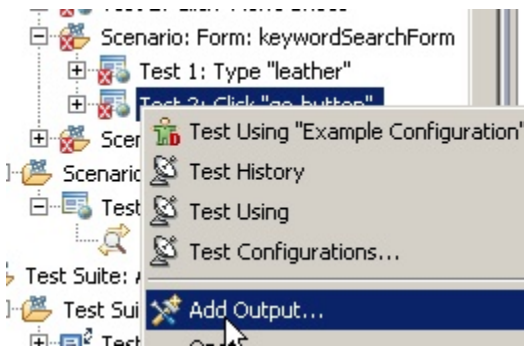 Scenario: Form: keywordSearchForm
Test 1: Type "leather"
Test 2: Click "go-button"
Test Using "Example Configuration"
Scenario
Test History
Test
Test Using
Test Configurations...
Test Suite:
Test Sui
Add Output...
Test